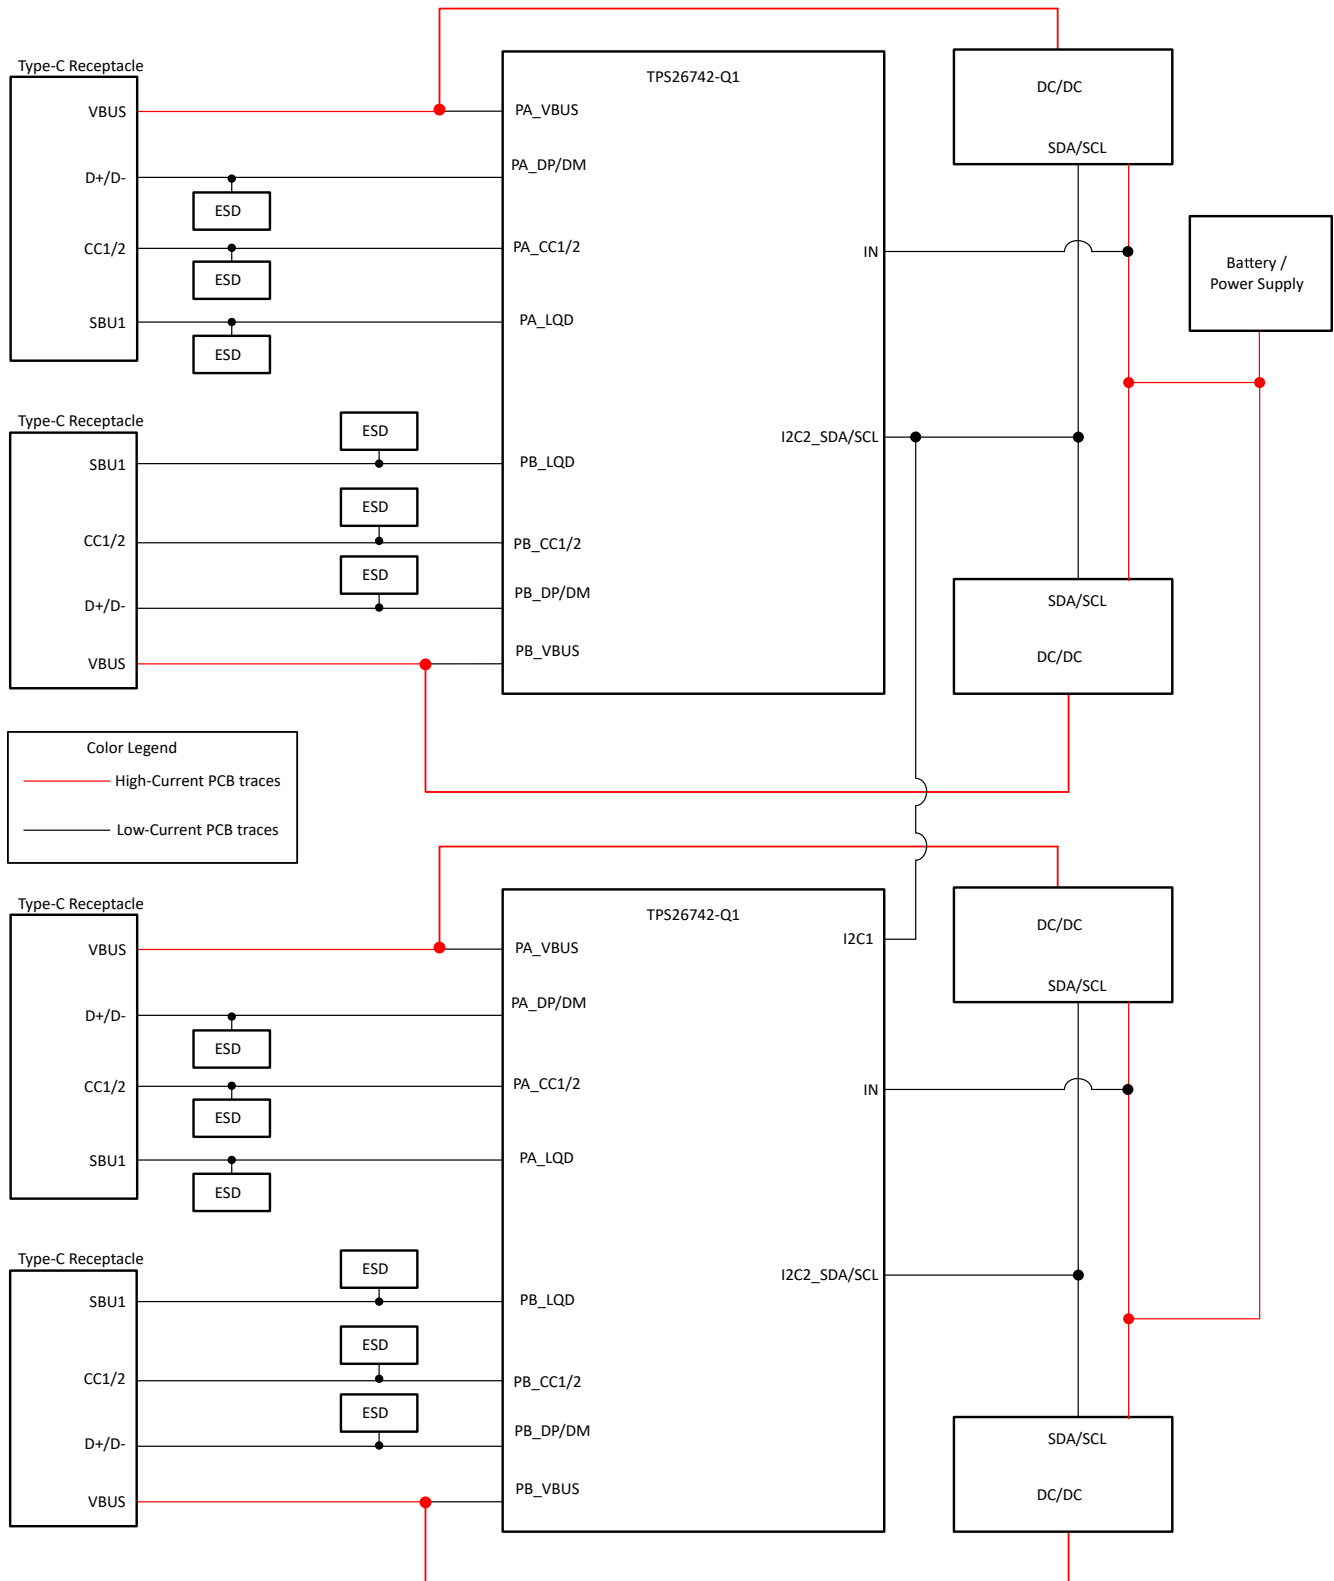 Type-C Receptacle
VBUS
D+/D-
CC1/2
SBU1
ESD
ESD
ESD
TPS26742-Q1
PA_VBUS
PA_DP/DM
PA_CC1/2
PA_LQD
IN
I2C2_SDA/SCL
PB_LQD
PB_CC1/2
PB_DP/DM
PB_VBUS
DC/DC
SDA/SCL
Battery /
Power Supply
Type-C Receptacle
SBU1
CC1/2
D+/D-
VBUS
ESD
ESD
ESD
SDA/SCL
DC/DC
Color Legend
High-Current PCB traces
Low-Current PCB traces
Type-C Receptacle
VBUS
D+/D-
CC1/2
SBU1
ESD
ESD
ESD
TPS26742-Q1
PA_VBUS
PA_DP/DM
PA_CC1/2
PA_LQD
I2C1
IN
I2C2_SDA/SCL
PB_LQD
PB_CC1/2
PB_DP/DM
PB_VBUS
DC/DC
SDA/SCL
Type-C Receptacle
SBU1
CC1/2
D+/D-
VBUS
ESD
ESD
ESD
SDA/SCL
DC/DC